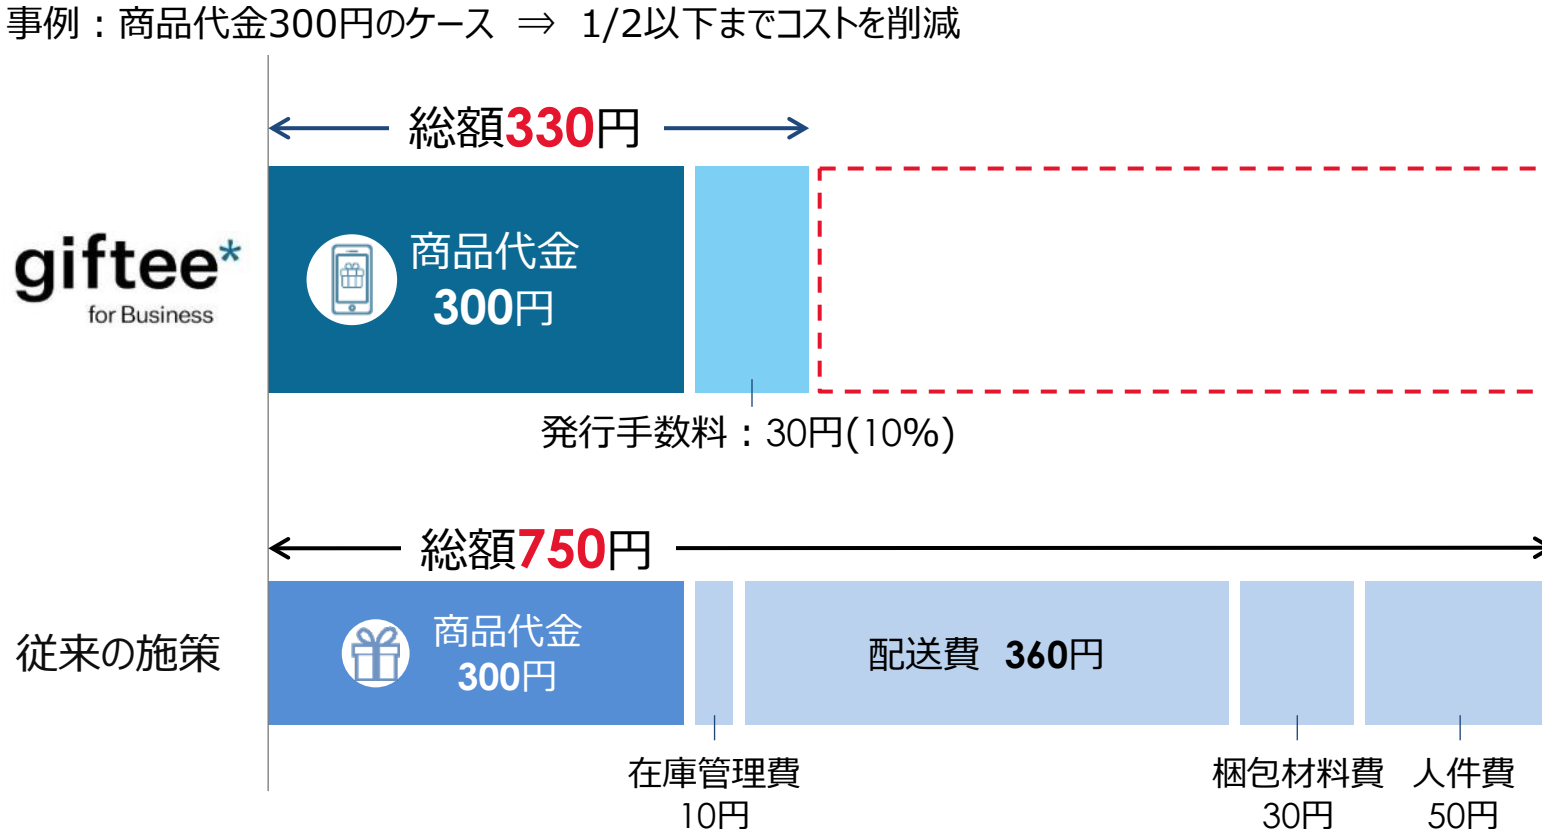 事例：商品代金300円のケース ⇒ 1/2以下までコストを削減
総額330円
giftee*
for Business
商品代金
300円
発行手数料：30円(10%)
総額750円
従来の施策
商品代金
300円
配送費 360円
在庫管理費
10円
梱包材料費
30円
人件費
50円